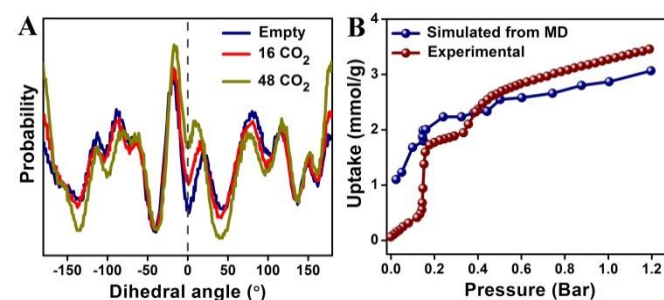 A
Empty
16 CO2
48 CO2
Probability
-150 -100 -50 0 50 100 150
Dihedral angle (°)
B
Simulated from MD
Experimental
Uptake (mmol/g)
4
3
2
1
0
0.0 0.2 0.4 0.6 0.8 1.0 1.2
Pressure (Bar)